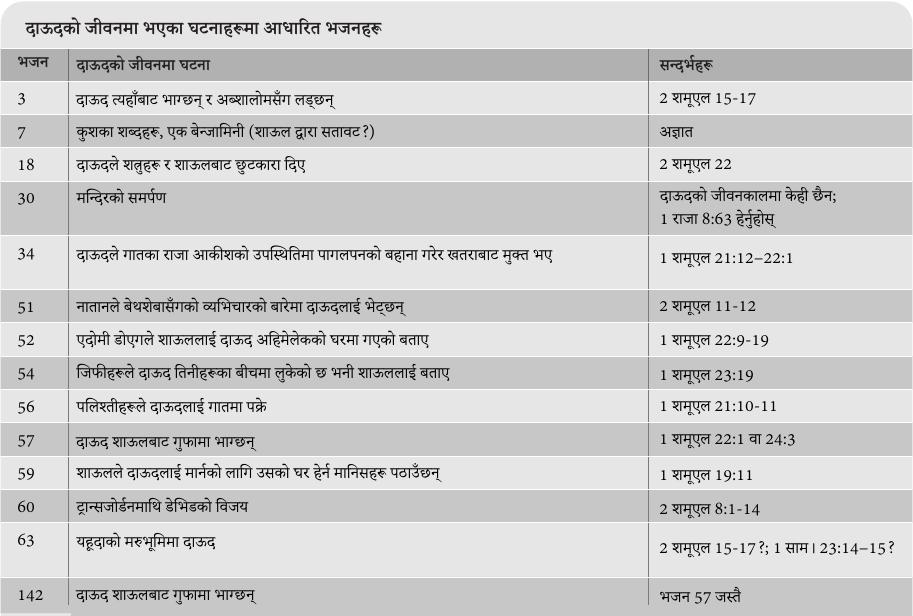 दाऊदको जीवनमा भएका घटनाहरूमा आधारित भजनहरू
भजन दाऊदको जीवनमा घटना सन्दर्भहरू
3 दाऊद त्यहाँबाट भाग्छन् र अब्शालोमसँग लड्छन् 2 शमूएल 15-17
7 कुशका शब्दहरू, एक बेन्जामिनी (शाऊल द्वारा सतावट?) अज्ञात
18 दाऊदले शत्रुहरू र शाऊलबाट छुटकारा दिए 2 शमूएल 22
30 मन्दिरको समर्पण दाऊदको जीवनकालमा केही छैन;
1 राजा 8:63 हेर्नुहोस्
34 दाऊदले गातका राजा आकीशको उपस्थितिमा पागलपनको बहाना गरेर खतराबाट मुक्त भए 1 शमूएल 21:12–22:1
51 नातानले बेथशेबासँगको व्यभिचारको बारेमा दाऊदलाई भेट्छन् 2 शमूएल 11-12
52 एदोमी डोएगले शाऊललाई दाऊद अहिमेलेकको घरमा गएको बताए 1 शमूएल 22:9-19
54 जिफीहरूले दाऊद तिनीहरूका बीचमा लुकेको छ भनी शाऊललाई बताए 1 शमूएल 23:19
56 पलिश्तीहरूले दाऊदलाई गातमा पक्रे 1 शमूएल 21:10-11
57 दाऊद शाऊलबाट गुफामा भाग्छन् 1 शमूएल 22:1 वा 24:3
59 शाऊलले दाऊदलाई मार्नको लागि उसको घर हेर्न मानिसहरू पठाउँछन् 1 शमूएल 19:11
60 ट्रान्सजोर्डनमाथि डेभिडको विजय 2 शमूएल 8:1-14
63 यहूदाको मरुभूमिमा दाऊद 2 शमूएल 15-17?; 1 साम। 23:14–15?
142 दाऊद शाऊलबाट गुफामा भाग्छन् भजन 57 जस्तै